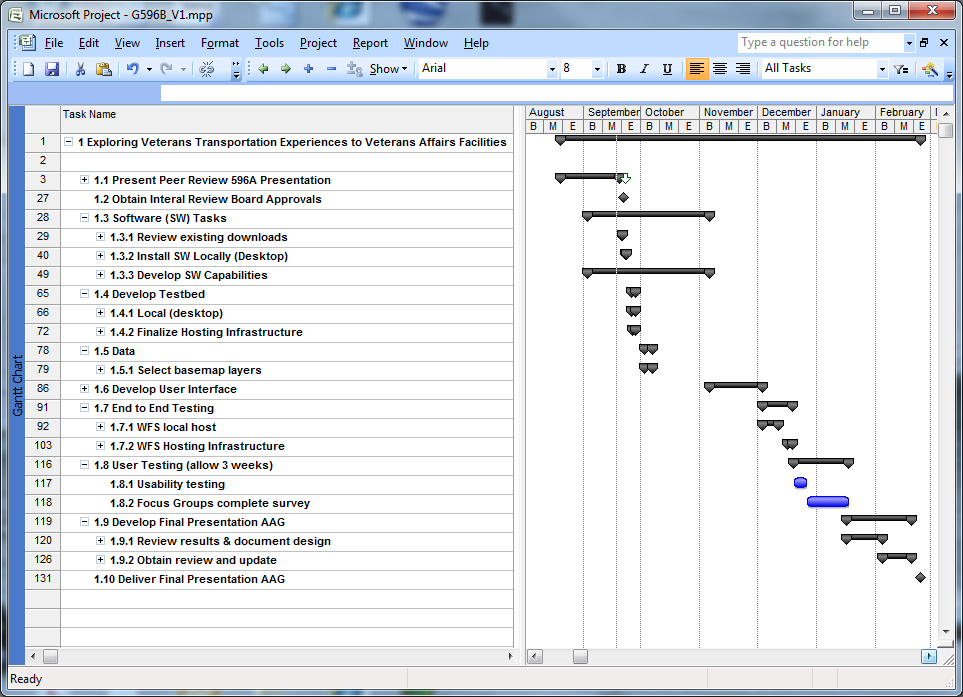 Microsoft Project - G596B_V1.mpp
File Edit View Insert Format Tools Project Report Window Help
Type a question for help
Show Arial 8 B I U All Tasks
Task Name
August September October November December January February
B M E B M E B M E B M E B M E B M E B M E
1 1 Exploring Veterans Transportation Experiences to Veterans Affairs Facilities
2
3 1.1 Present Peer Review 596A Presentation
27 1.2 Obtain Interal Review Board Approvals
28 1.3 Software (SW) Tasks
29 1.3.1 Review existing downloads
40 1.3.2 Install SW Locally (Desktop)
49 1.3.3 Develop SW Capabilities
65 1.4 Develop Testbed
66 1.4.1 Local (desktop)
72 1.4.2 Finalize Hosting Infrastructure
78 1.5 Data
79 1.5.1 Select basemap layers
86 1.6 Develop User Interface
91 1.7 End to End Testing
92 1.7.1 WFS local host
103 1.7.2 WFS Hosting Infrastructure
116 1.8 User Testing (allow 3 weeks)
117 1.8.1 Usability testing
118 1.8.2 Focus Groups complete survey
119 1.9 Develop Final Presentation AAG
120 1.9.1 Review results & document design
126 1.9.2 Obtain review and update
131 1.10 Deliver Final Presentation AAG
Gantt Chart
Ready